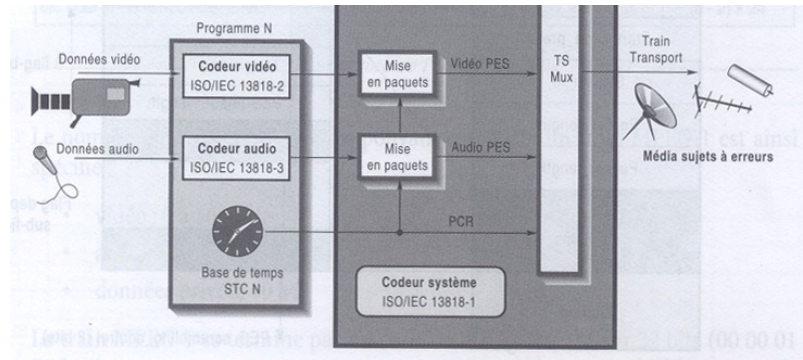 Programme N
Données vidéo
Codeur vidéo
ISO/IEC 13818-2
Mise
en paquets
Vidéo PES
TS
Mux
Train
Transport
Données audio
Codeur audio
ISO/IEC 13818-3
Mise
en paquets
Audio PES
Média sujets à erreurs
PCR
Base de temps
STC N
Codeur système
ISO/IEC 13818-1